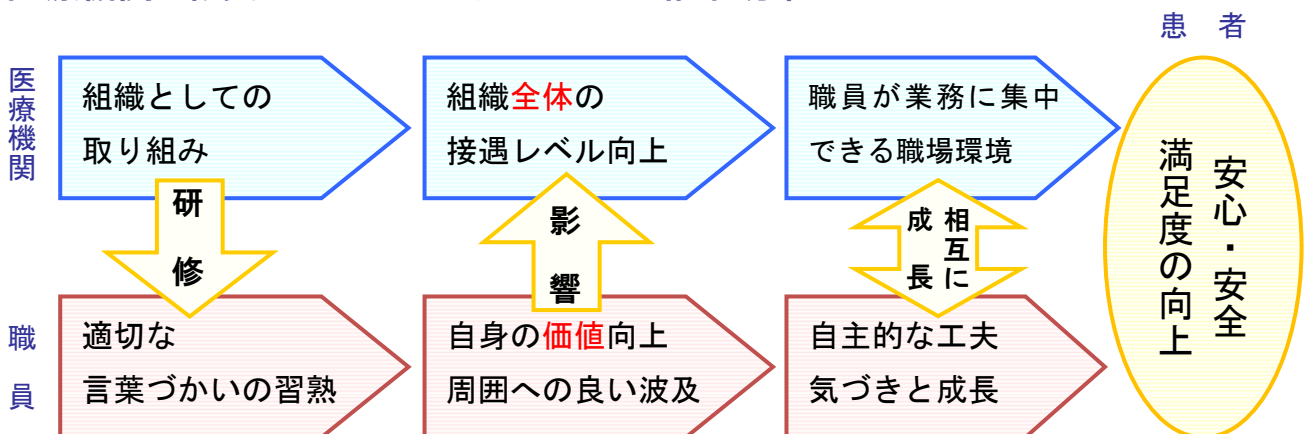 患者
医療機関
組織としての
取り組み
組織全体の
接遇レベル向上
職員が業務に集中
できる職場環境
研修
影響
相互に
成長
安心・安全
満足度の向上
職員
適切な
言葉づかいの習熟
自身の価値向上
周囲への良い波及
自主的な工夫
気づきと成長